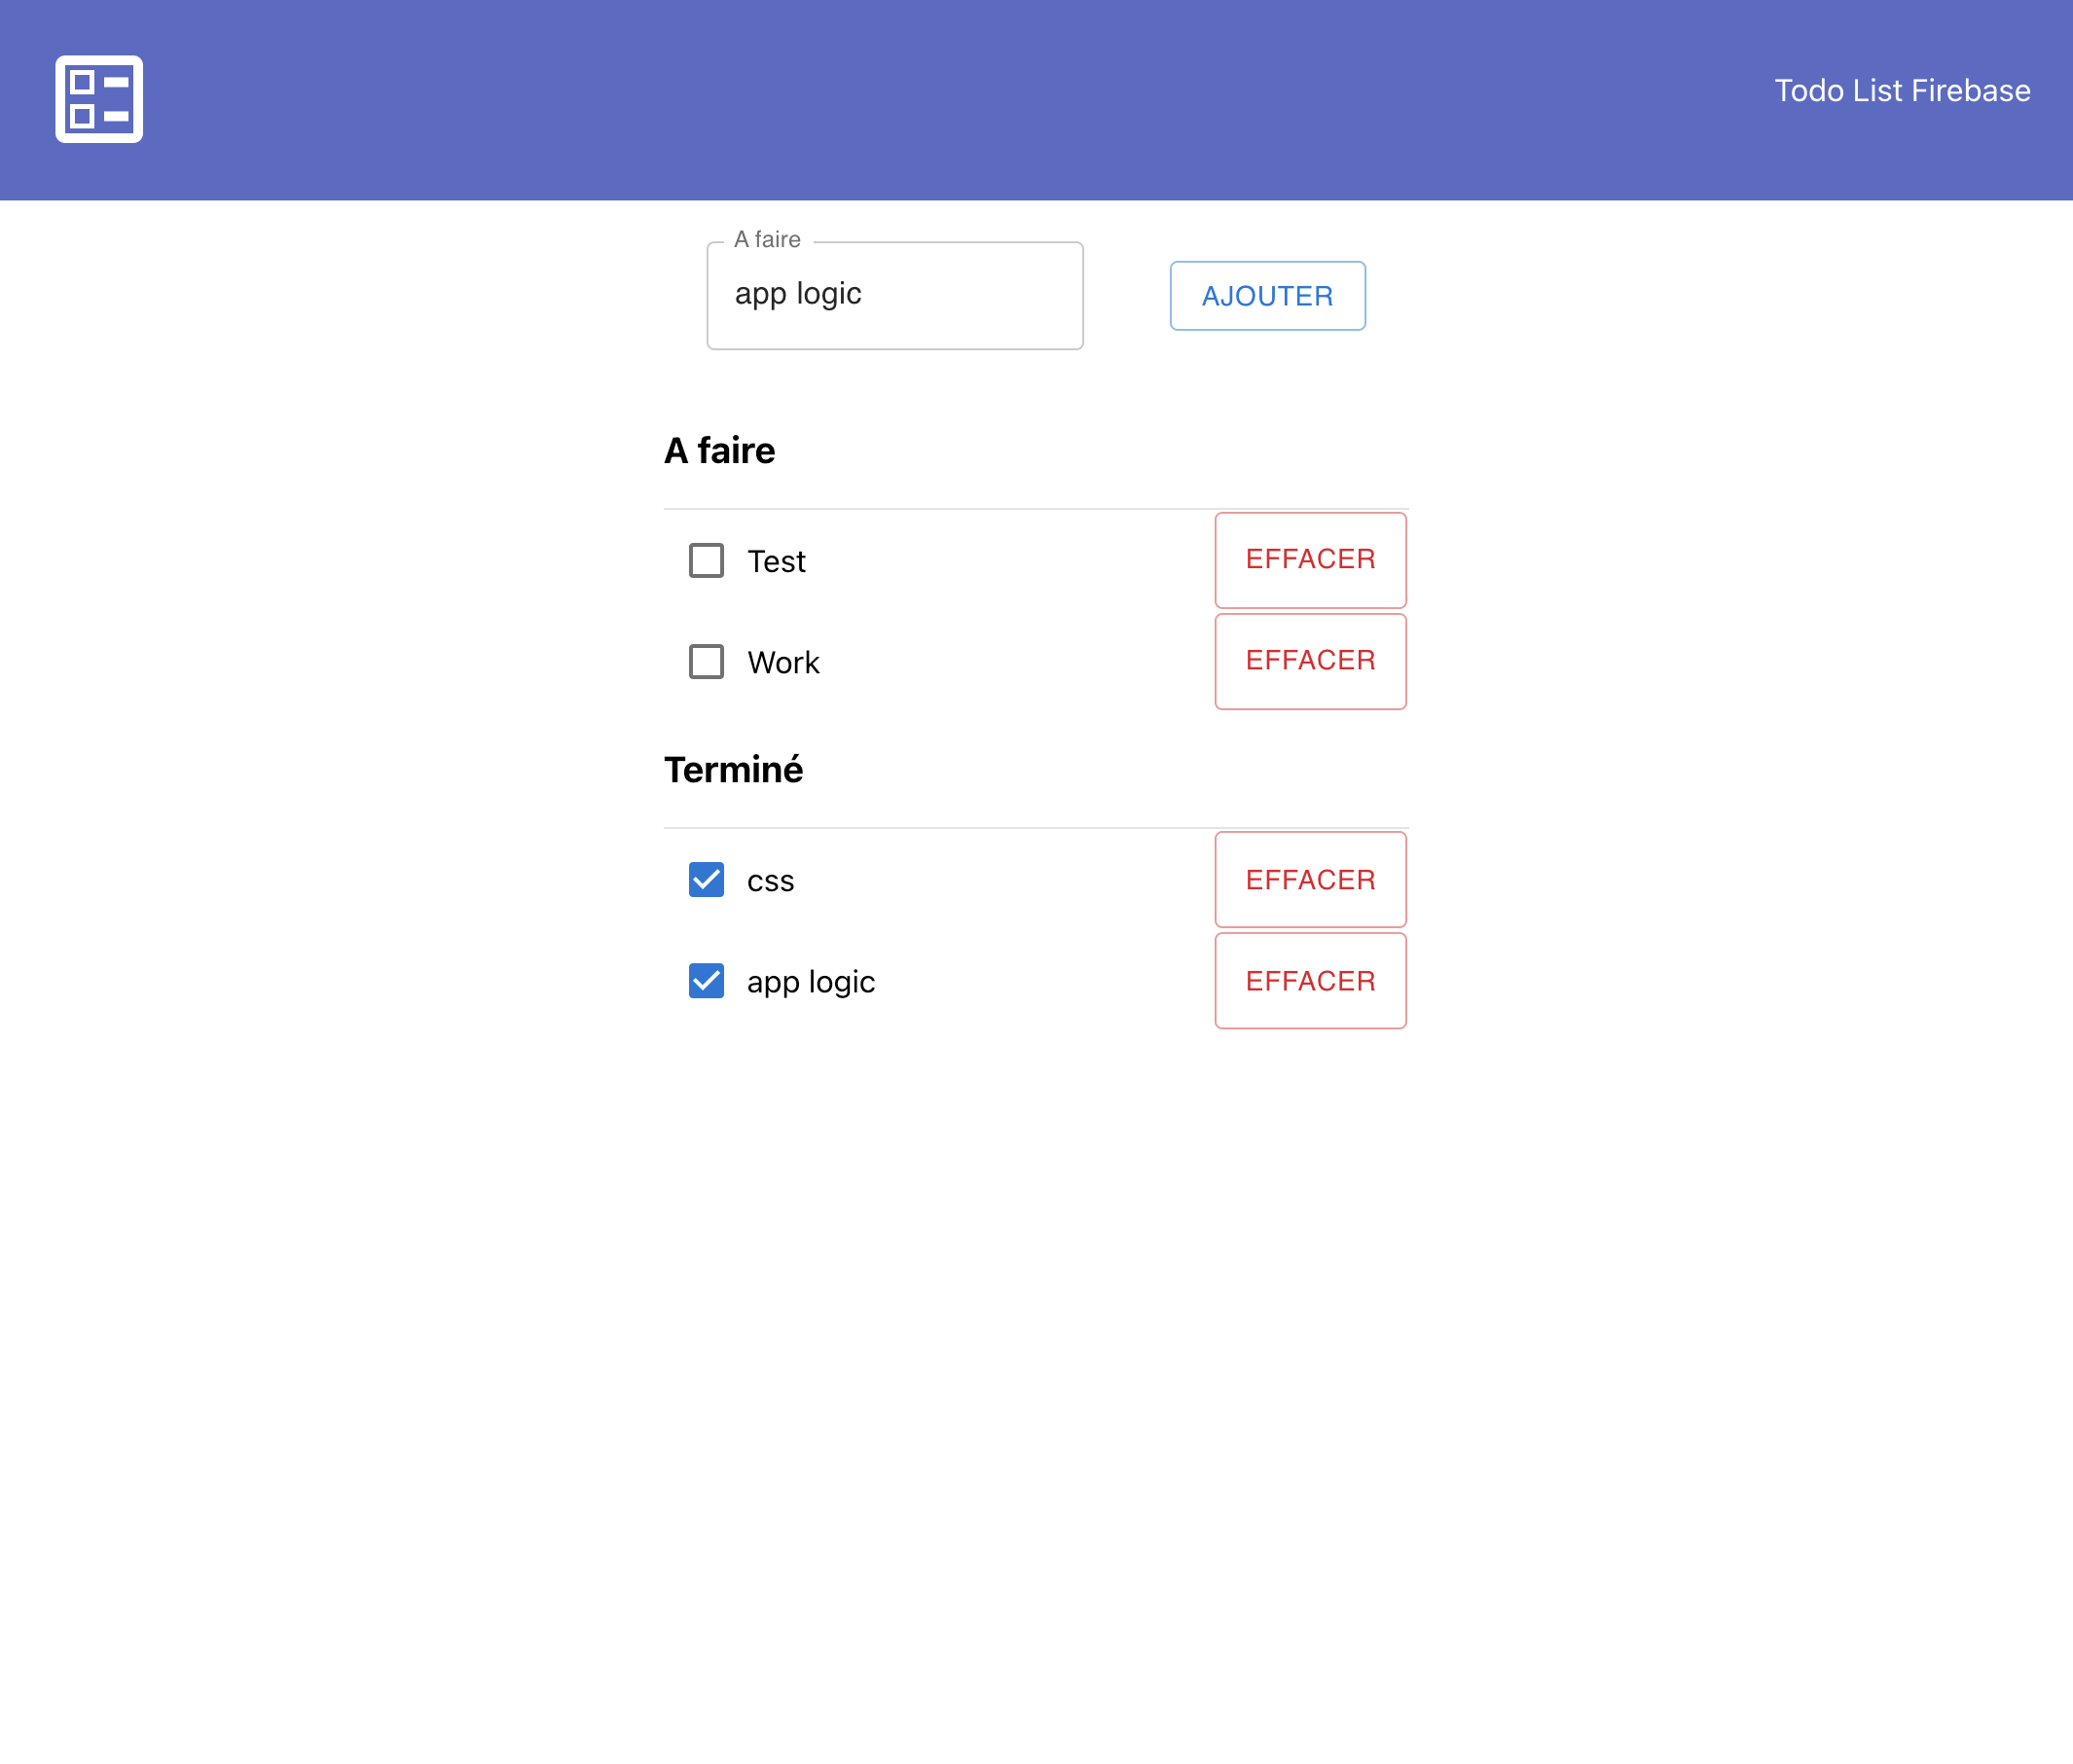 Todo List Firebase
A faire
app logic
AJOUTER
A faire
Test
EFFACER
Work
EFFACER
Terminé
css
EFFACER
app logic
EFFACER